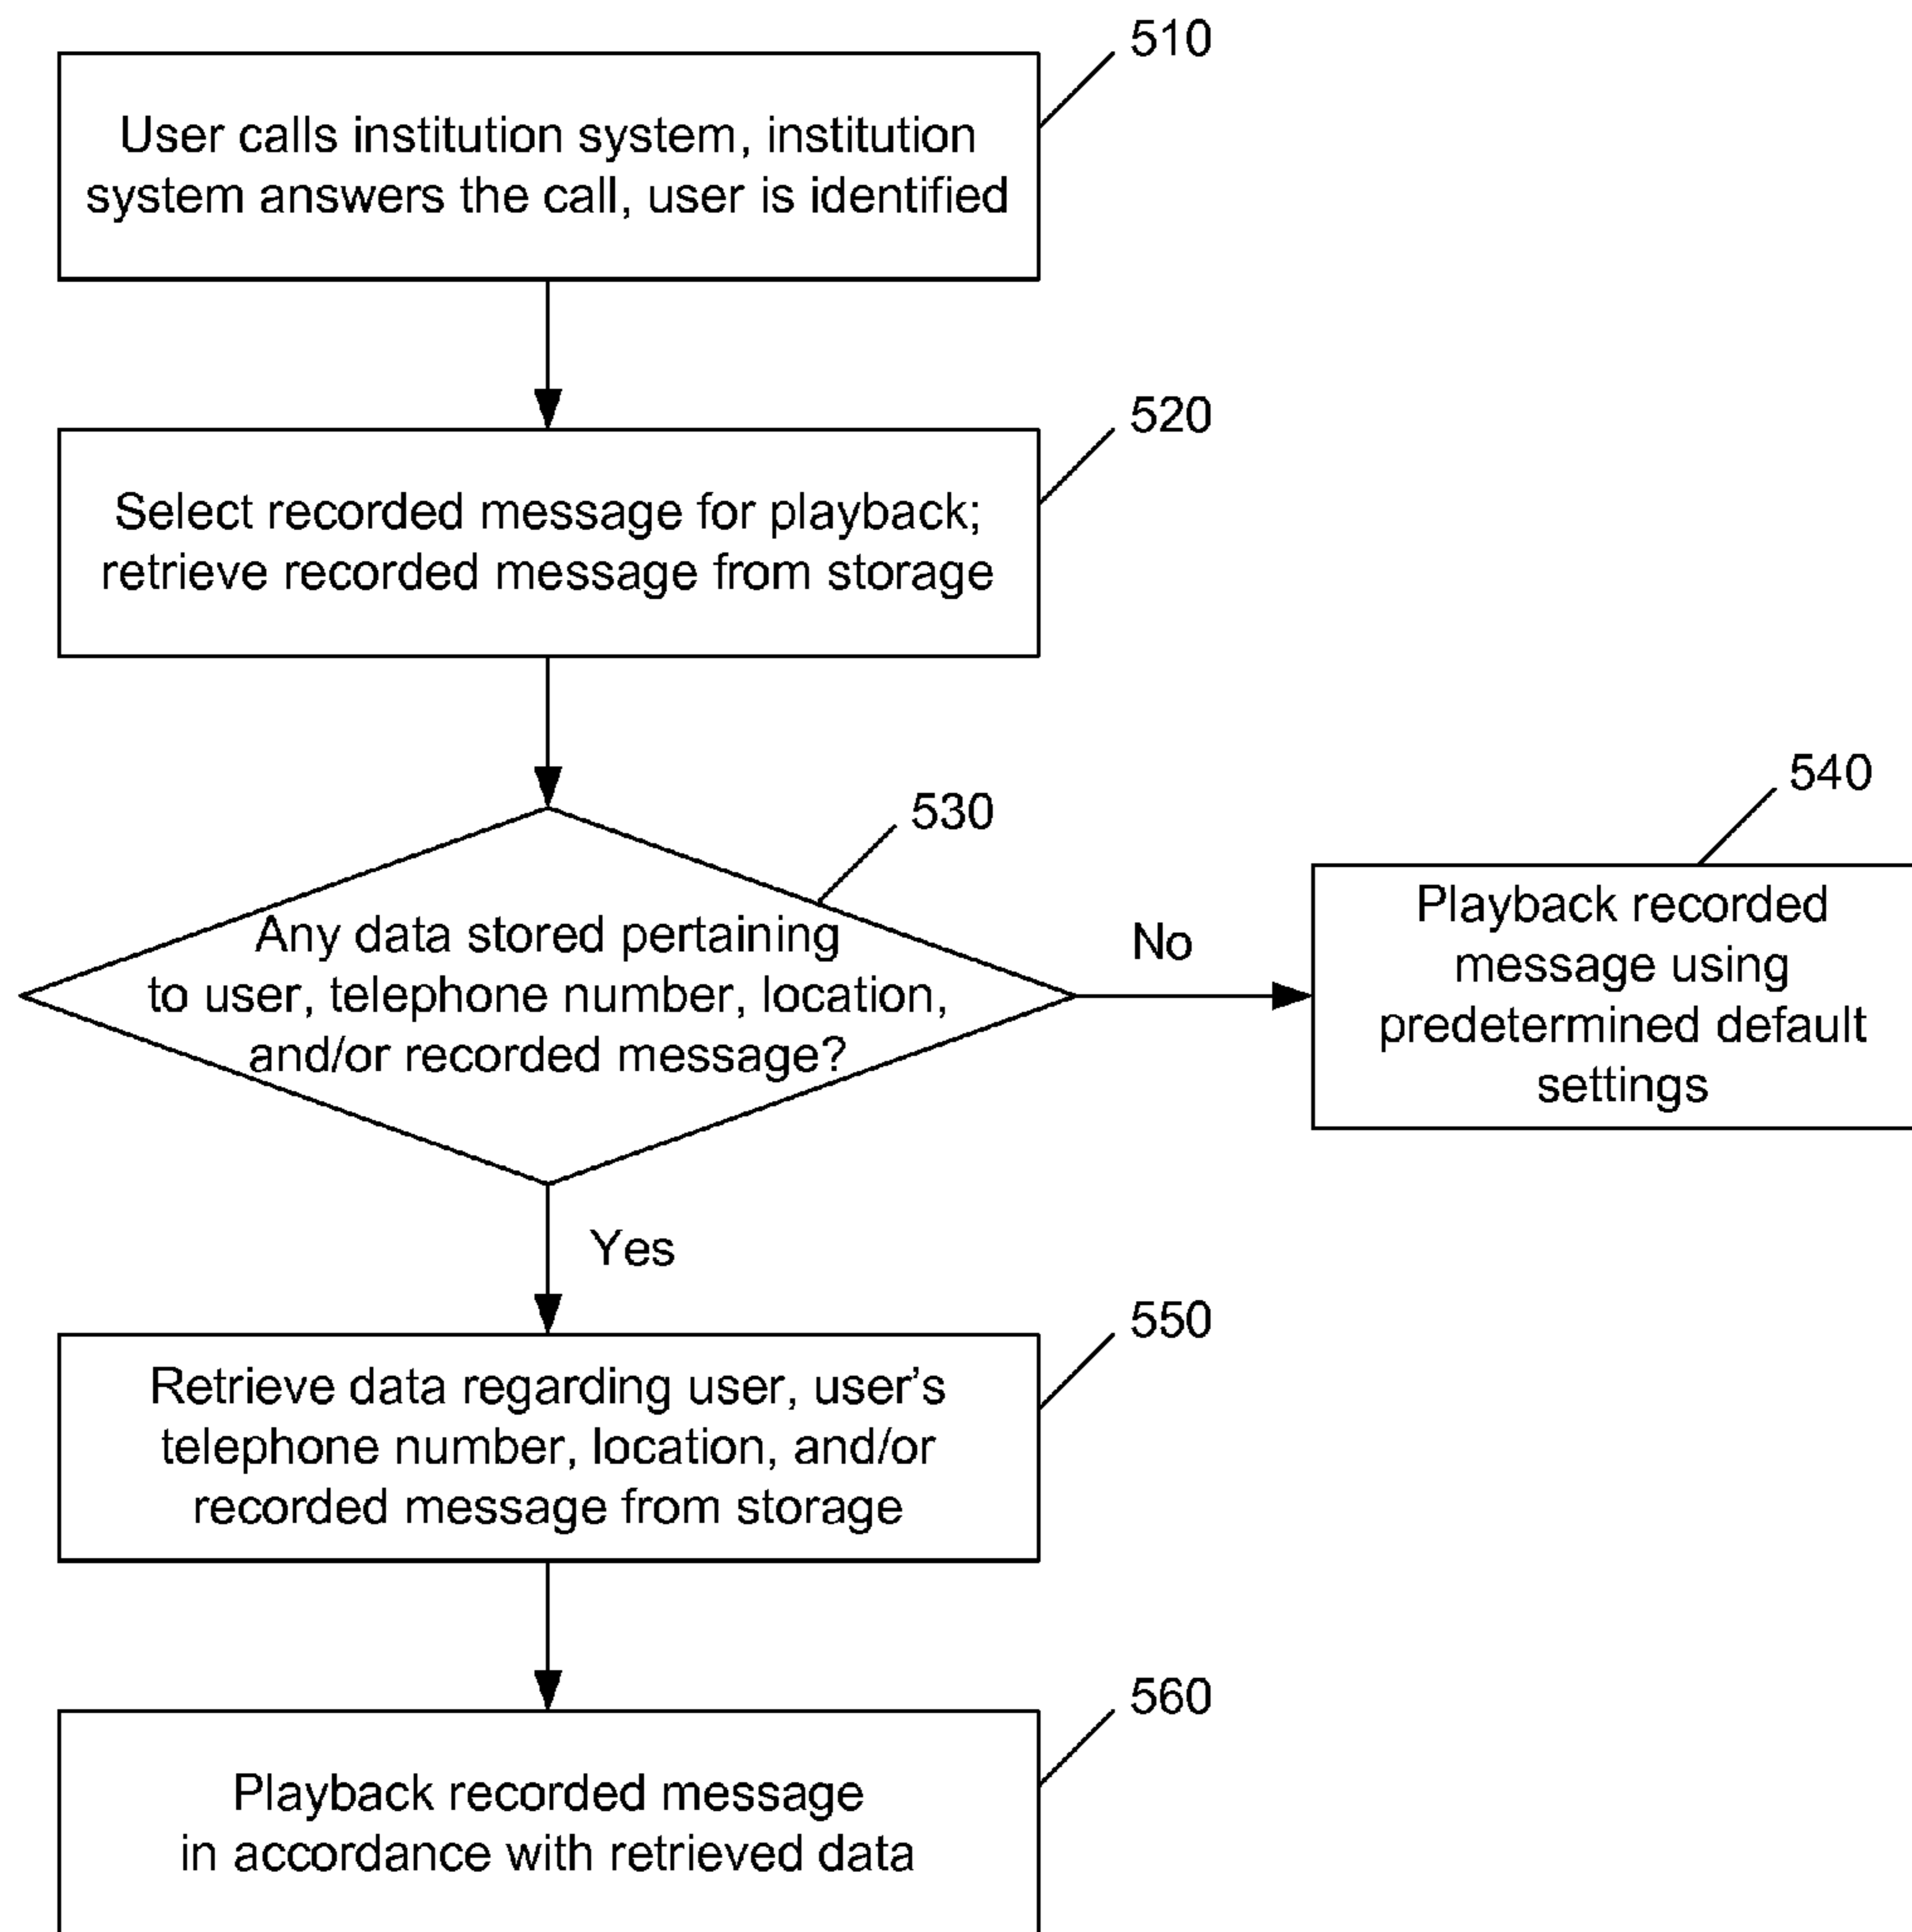 510
User calls institution system, institution
system answers the call, user is identified
520
Select recorded message for playback;
retrieve recorded message from storage
530
Any data stored pertaining
to user, telephone number, location,
and/or recorded message?
No
540
Playback recorded
message using
predetermined default
settings
Yes
550
Retrieve data regarding user, user's
telephone number, location, and/or
recorded message from storage
560
Playback recorded message
in accordance with retrieved data